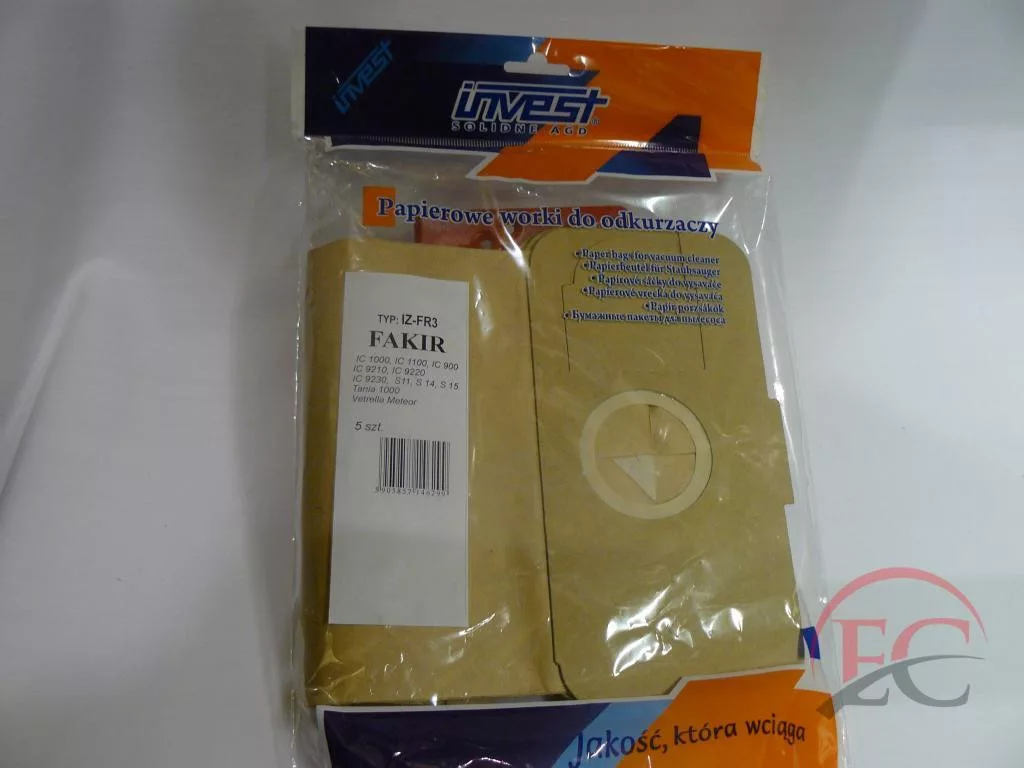 invest
invest
SOLIDNE AGD
Papierowe worki do odkurzaczy
• Paper bags for vacuum cleaner
• Papierbeutel für Staubsauger
• Papírové sáčky do vysavače
• Papierové vrecká do vysávača
• Papír porzsákok
• Бумажные пакеты для пылесоса
TYP: IZ-FR3
FAKIR
IC 1000, IC 1100, IC 900
IC 9210, IC 9220
IC 9230, S11, S 14, S 15
Tania 1000
Vetrella Meteor
5 szt.
5905857146299
EC
Jakość, która wciąga